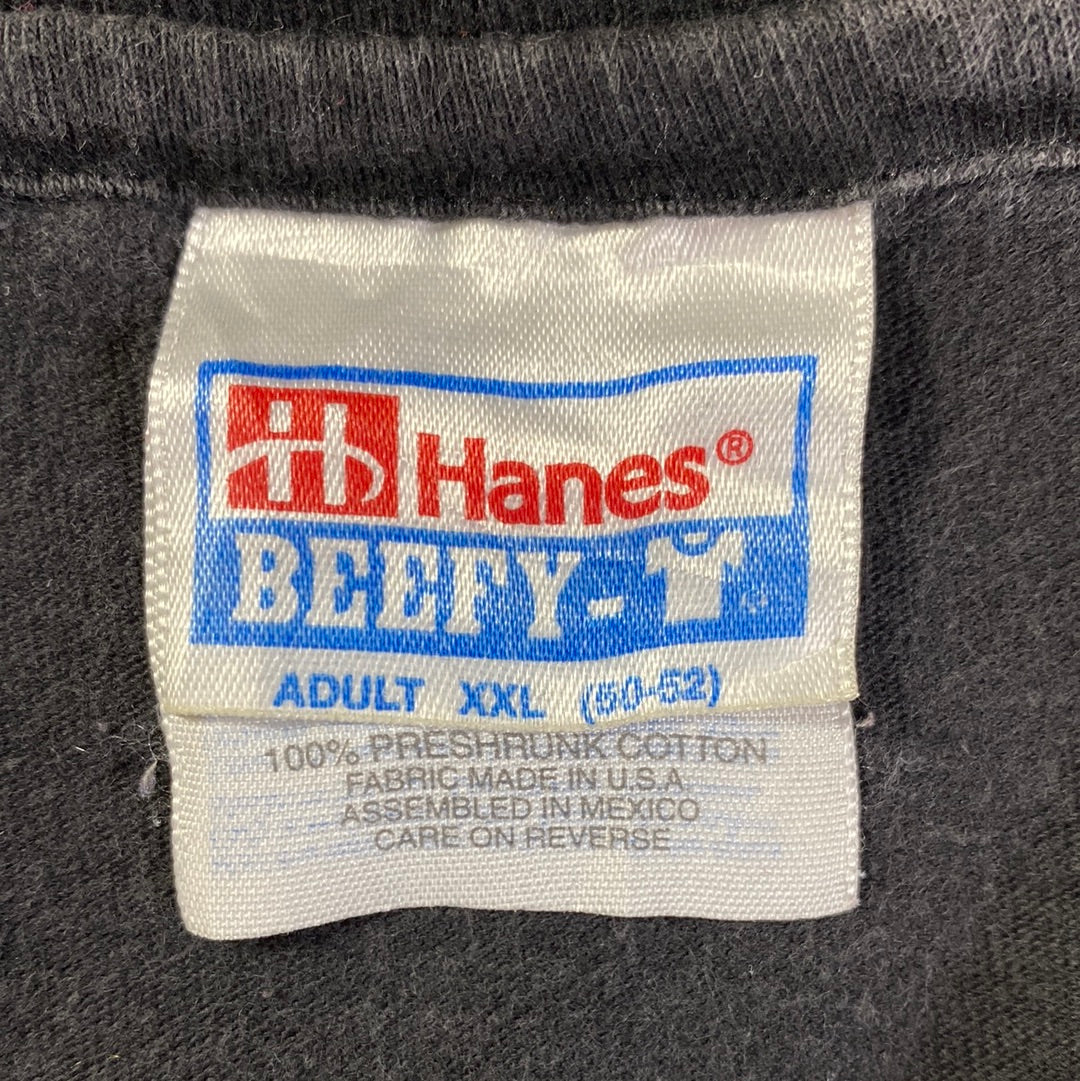 Hanes®
BEEFY-T
ADULT XXL (50-52)
100% PRESHRUNK COTTON
FABRIC MADE IN U.S.A.
ASSEMBLED IN MEXICO
CARE ON REVERSE